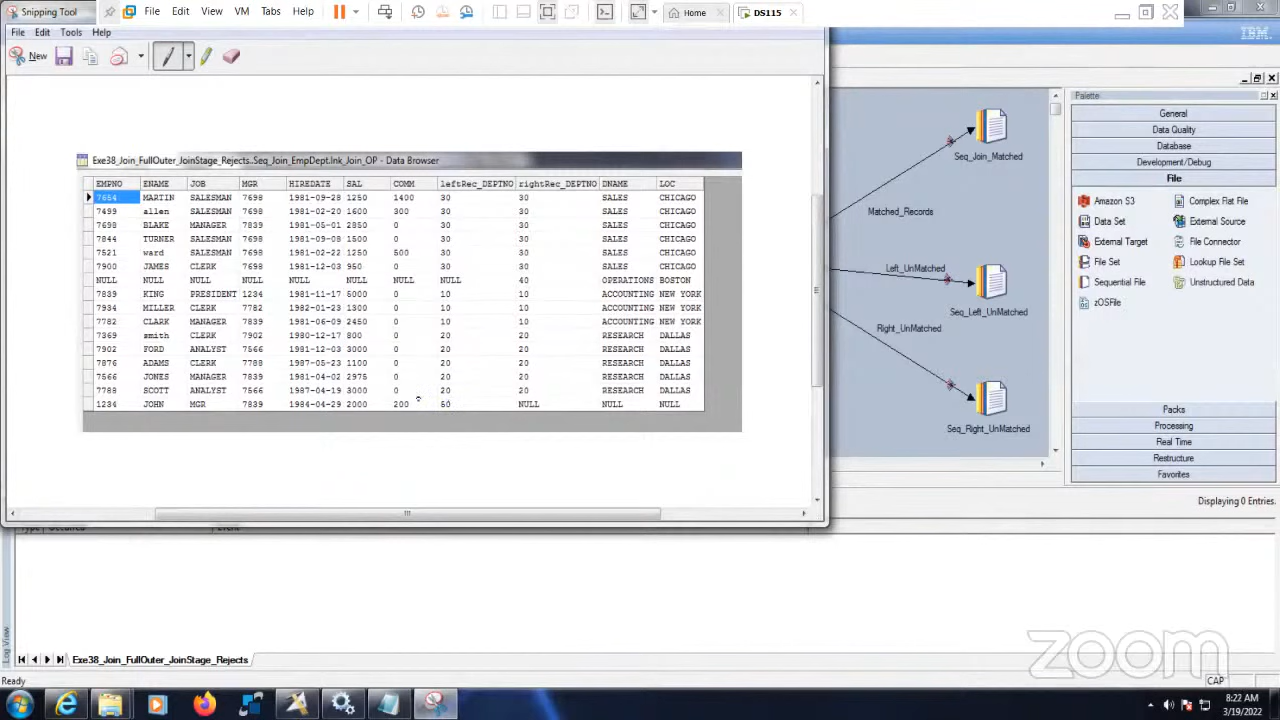 Snipping Tool
File Edit View VM Tabs Help
Home
DS115
File Edit Tools Help
IBM
New
Palette
General
Data Quality
Database
Development/Debug
File
Amazon S3 Complex Flat File
Data Set External Source
External Target File Connector
File Set Lookup File Set
Sequential File Unstructured Data
zOSFile
Packs
Processing
Real Time
Restructure
Favorites
Displaying 0 Entries.
Seq_Join_Matched
Matched_Records
Left_UnMatched
Seq_Left_UnMatched
Right_UnMatched
Seq_Right_UnMatched
Exe38_Join_FullOuter_JoinStage_Rejects..Seq_Join_EmpDept.lnk_Join_OP - Data Browser
EMPNO ENAME JOB MGR HIREDATE SAL COMM leftRec_DEPTNO rightRec_DEPTNO DNAME LOC
7654 MARTIN SALESMAN 7698 1981-09-28 1250 1400 30 30 SALES CHICAGO
7499 allen SALESMAN 7698 1981-02-20 1600 300 30 30 SALES CHICAGO
7698 BLAKE MANAGER 7839 1981-05-01 2850 0 30 30 SALES CHICAGO
7844 TURNER SALESMAN 7698 1981-09-08 1500 0 30 30 SALES CHICAGO
7521 ward SALESMAN 7698 1981-02-22 1250 500 30 30 SALES CHICAGO
7900 JAMES CLERK 7698 1981-12-03 950 0 30 30 SALES CHICAGO
NULL NULL NULL NULL NULL NULL NULL NULL 40 OPERATIONS BOSTON
7839 KING PRESIDENT 1234 1981-11-17 5000 0 10 10 ACCOUNTING NEW YORK
7934 MILLER CLERK 7782 1982-01-23 1300 0 10 10 ACCOUNTING NEW YORK
7782 CLARK MANAGER 7839 1981-06-09 2450 0 10 10 ACCOUNTING NEW YORK
7369 smith CLERK 7902 1980-12-17 800 0 20 20 RESEARCH DALLAS
7902 FORD ANALYST 7566 1981-12-03 3000 0 20 20 RESEARCH DALLAS
7876 ADAMS CLERK 7788 1987-05-23 1100 0 20 20 RESEARCH DALLAS
7566 JONES MANAGER 7839 1981-04-02 2975 0 20 20 RESEARCH DALLAS
7788 SCOTT ANALYST 7566 1987-04-19 3000 0 20 20 RESEARCH DALLAS
1234 JOHN MGR 7839 1984-04-29 2000 200 50 NULL NULL NULL
Log View
Exe38_Join_FullOuter_JoinStage_Rejects
Ready
CAP
zoom
8:22 AM
3/19/2022